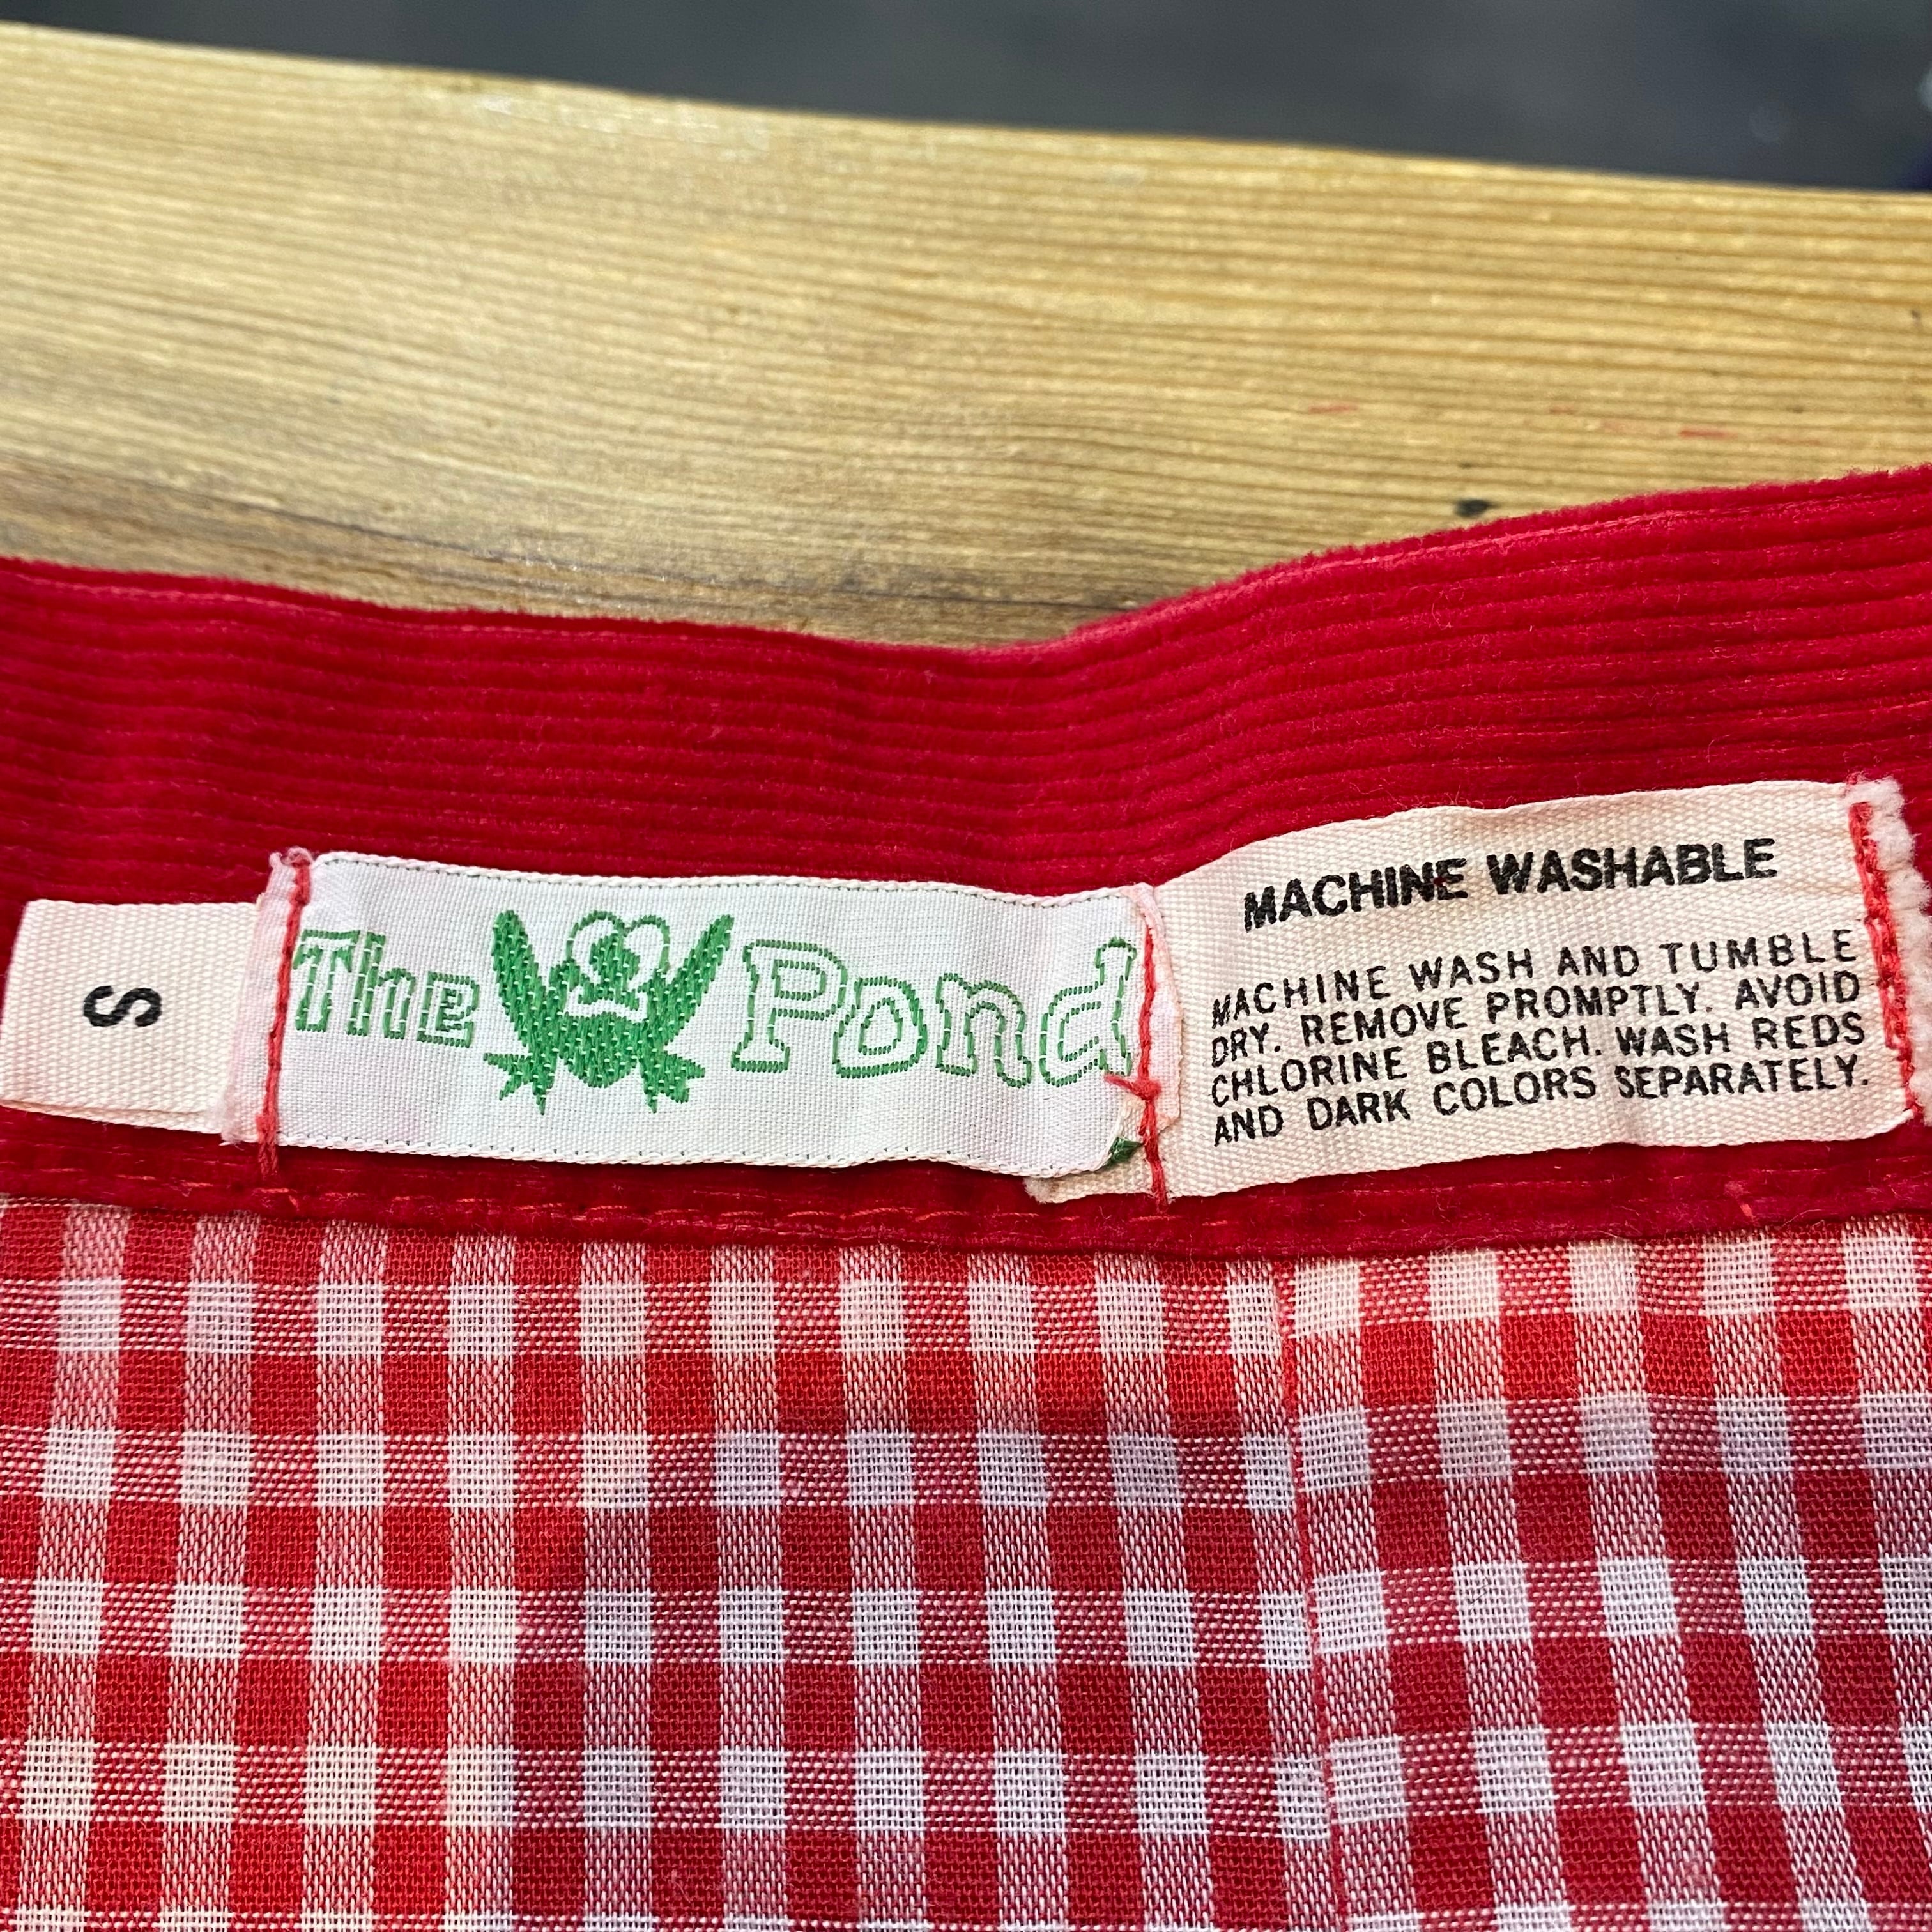 S
The Pond
MACHINE WASHABLE
MACHINE WASH AND TUMBLE
DRY. REMOVE PROMPTLY. AVOID
CHLORINE BLEACH. WASH REDS
AND DARK COLORS SEPARATELY.